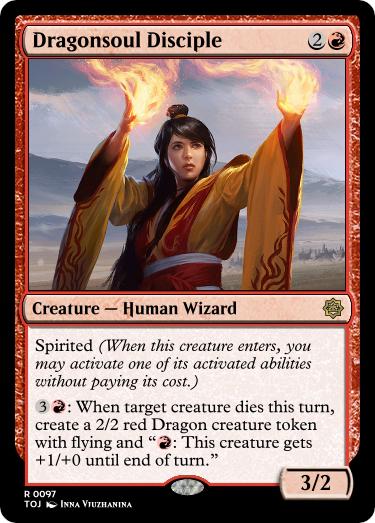 Dragonsoul Disciple 2
Creature — Human Wizard
Spirited (When this creature enters, you
may activate one of its activated abilities
without paying its cost.)
3 : When target creature dies this turn,
create a 2/2 red Dragon creature token
with flying and “ : This creature gets
+1/+0 until end of turn.”
3/2
R 0097
TOJ Inna Vjuzhanina